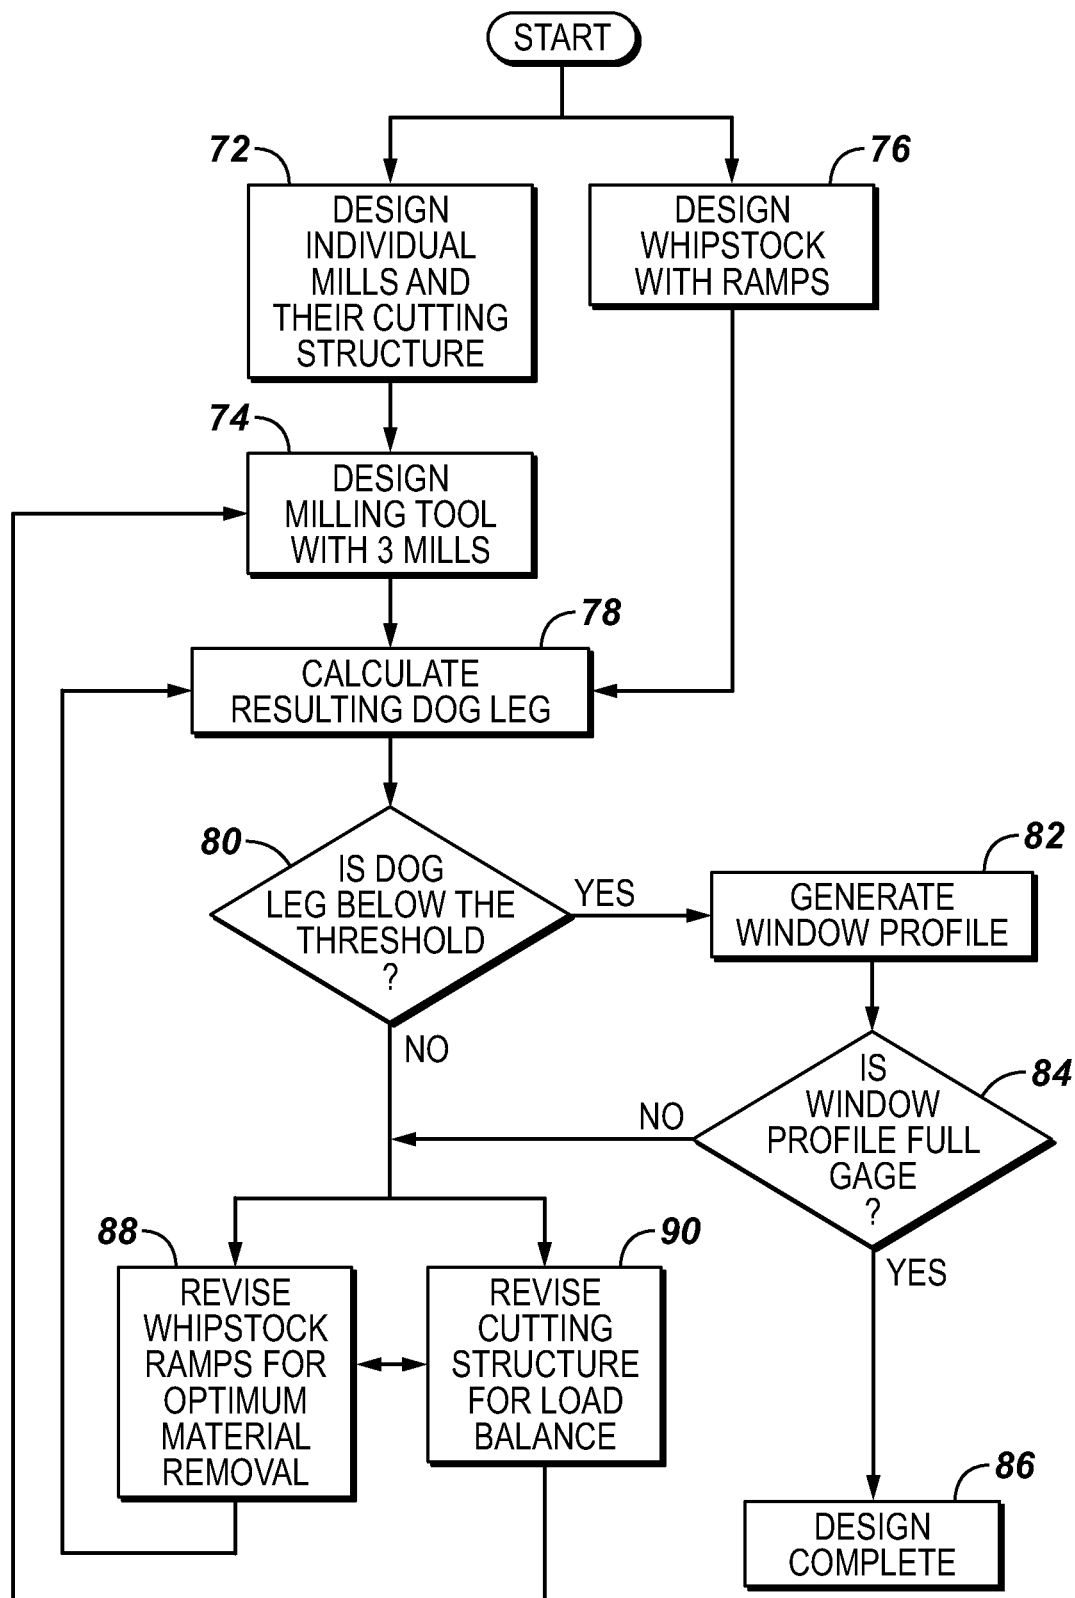 START
72
76
DESIGN
INDIVIDUAL
MILLS AND
THEIR CUTTING
STRUCTURE
DESIGN
WHIPSTOCK
WITH RAMPS
74
DESIGN
MILLING TOOL
WITH 3 MILLS
78
CALCULATE
RESULTING DOG LEG
80
IS DOG
LEG BELOW THE
THRESHOLD
?
YES
NO
82
GENERATE
WINDOW PROFILE
84
IS
WINDOW
PROFILE FULL
GAGE
?
NO
YES
88
REVISE
WHIPSTOCK
RAMPS FOR
OPTIMUM
MATERIAL
REMOVAL
90
REVISE
CUTTING
STRUCTURE
FOR LOAD
BALANCE
86
DESIGN
COMPLETE